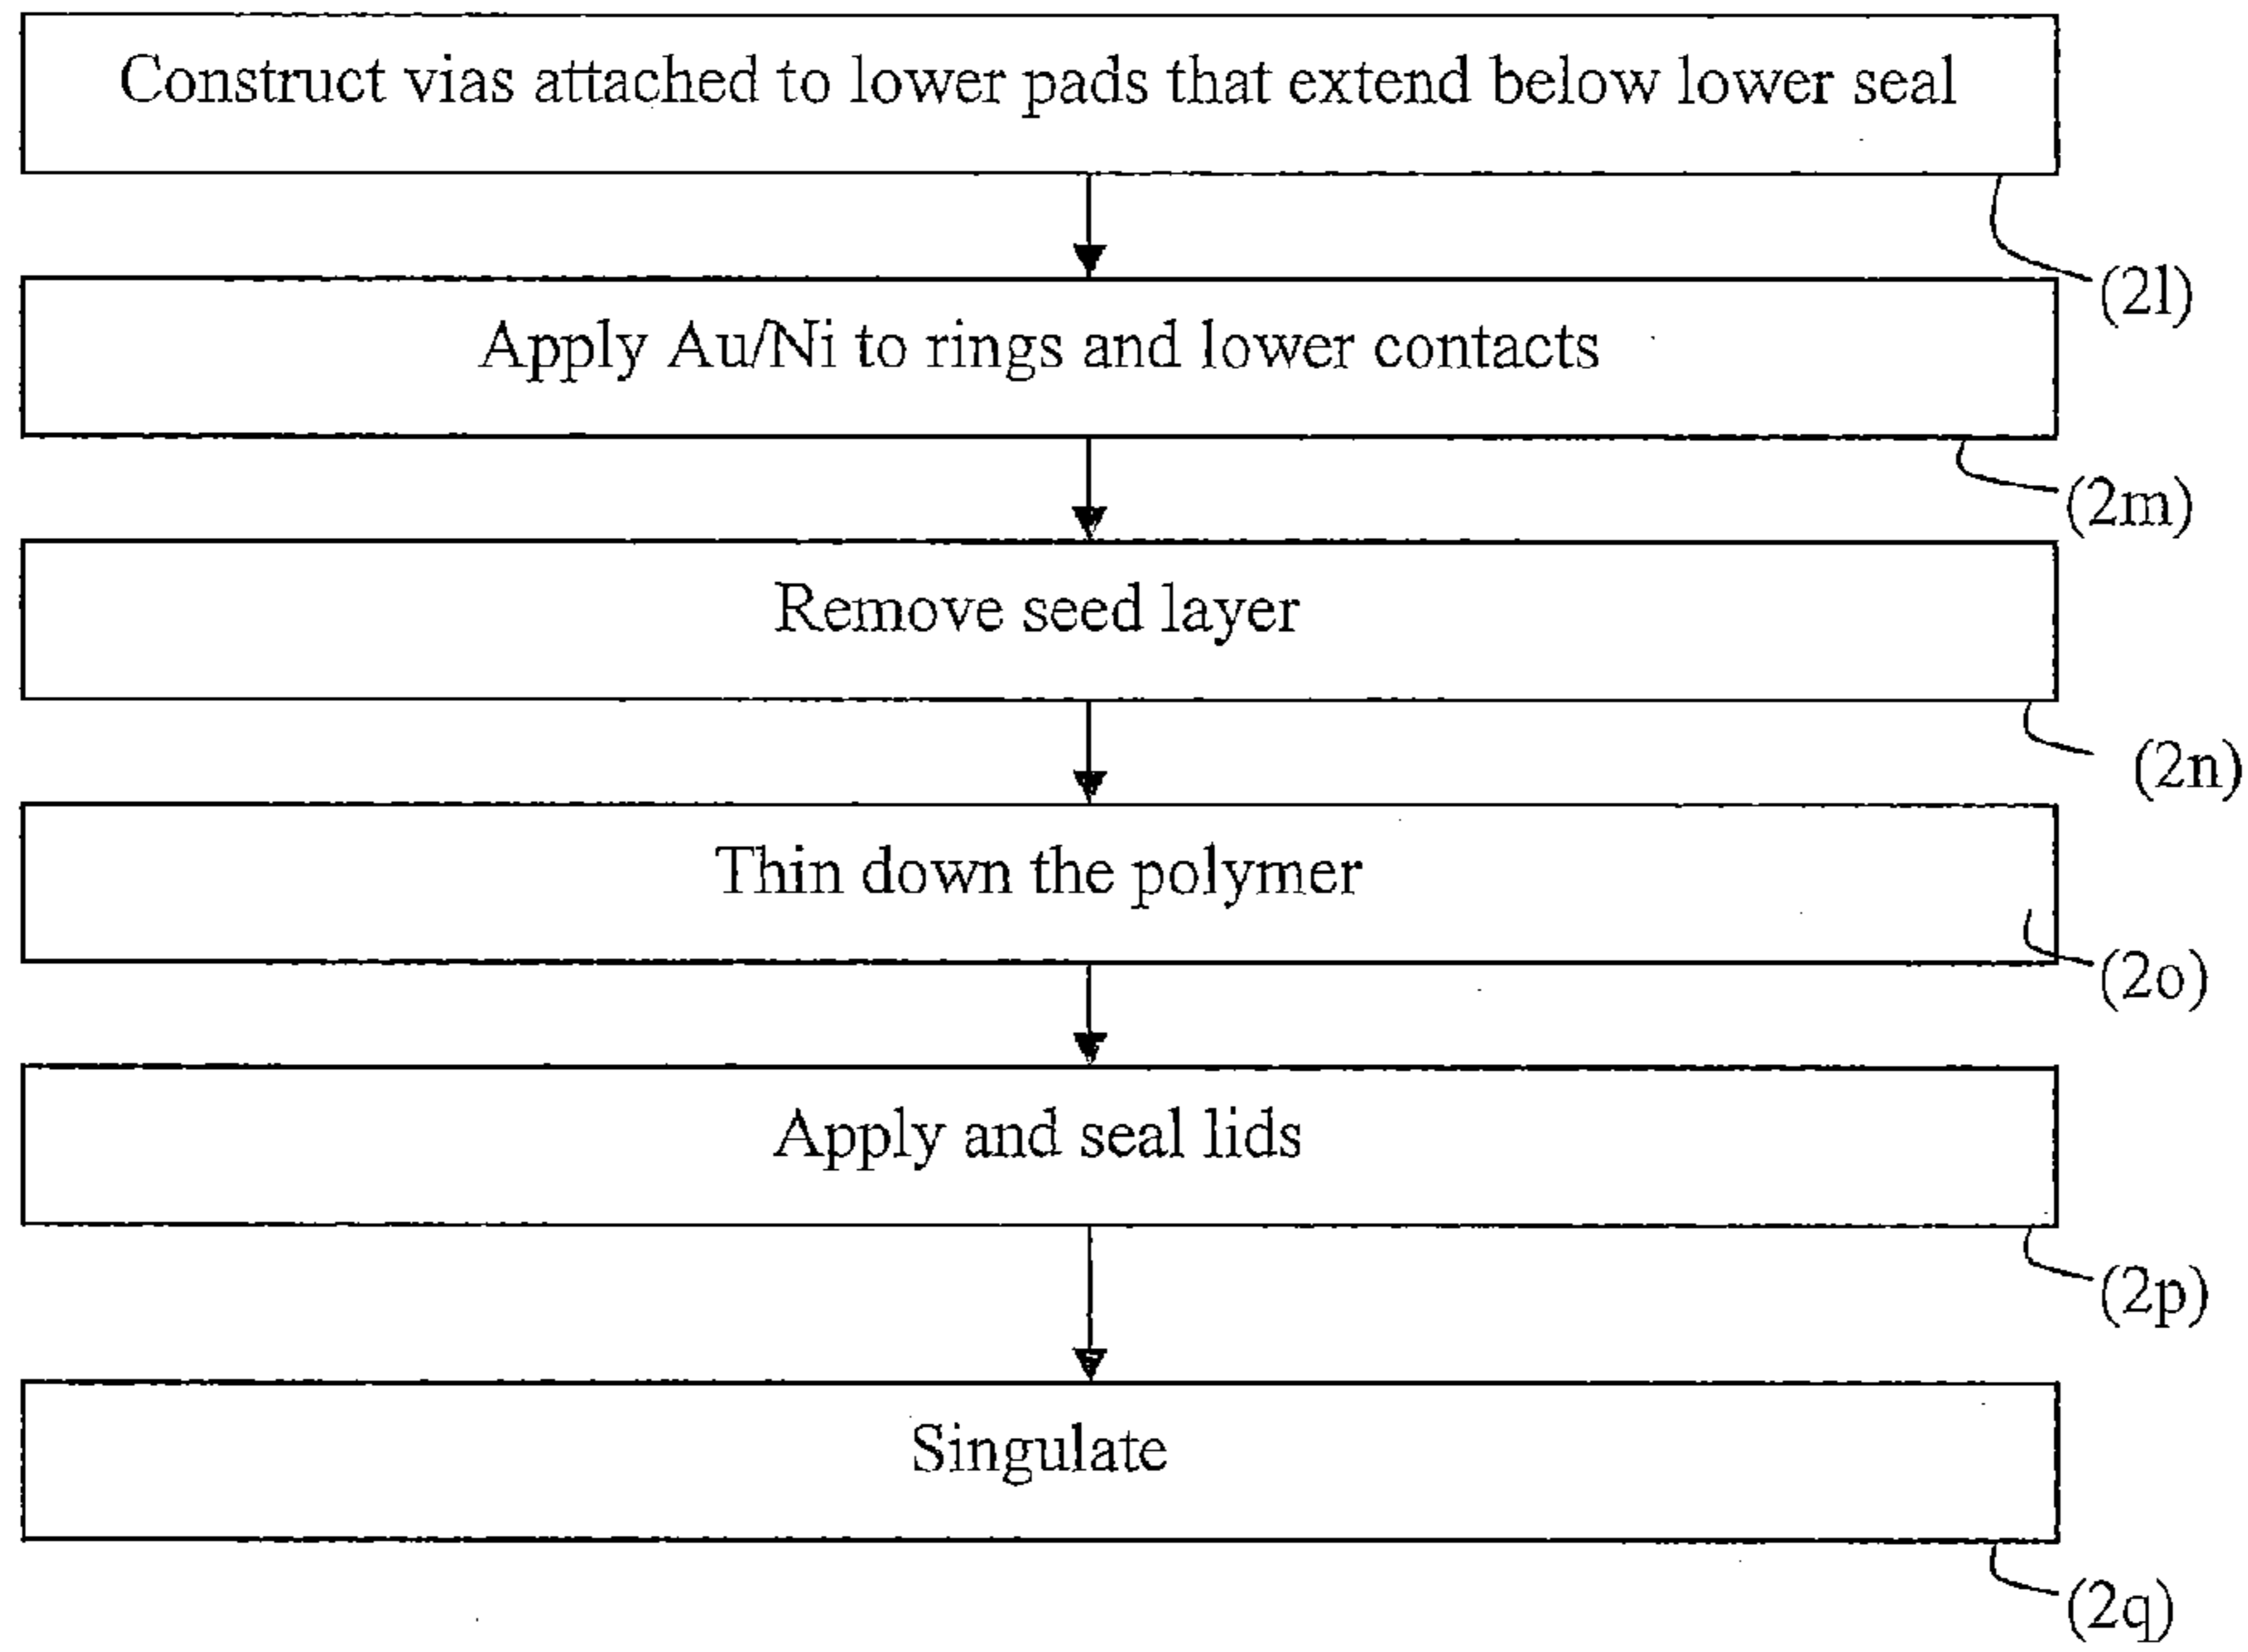 Construct vias attached to lower pads that extend below lower seal
(2l)
Apply Au/Ni to rings and lower contacts
(2m)
Remove seed layer
(2n)
Thin down the polymer
(2o)
Apply and seal lids
(2p)
Singulate
(2q)